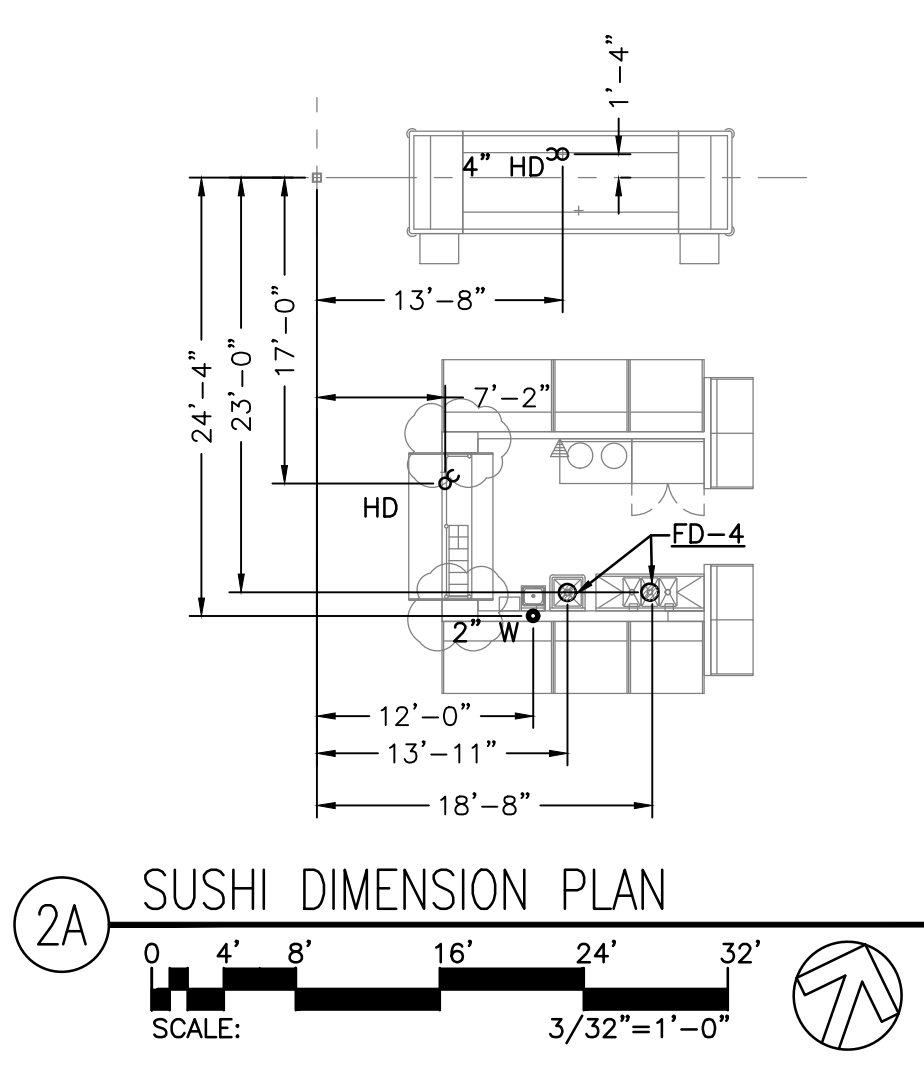 1'-4"
4" HD
13'-8"
24'-4"
23'-0"
17'-0"
7'-2"
HD
FD-4
2" W
12'-0"
13'-11"
18'-8"
2A SUSHI DIMENSION PLAN
0 4' 8' 16' 24' 32'
SCALE: 3/32"=1'-0"